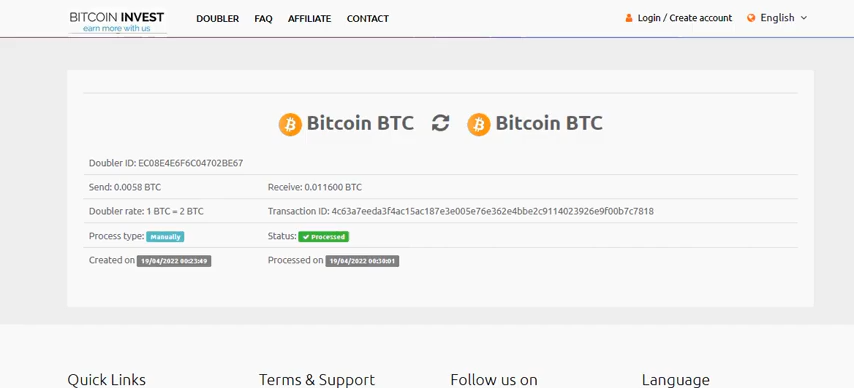 BITCOIN INVEST
earn more with us
DOUBLER FAQ AFFILIATE CONTACT
Login / Create account
English
Bitcoin BTC Bitcoin BTC
Doubler ID: EC08E4E6F6C04702BE67
Send: 0.0058 BTC Receive: 0.011600 BTC
Doubler rate: 1 BTC = 2 BTC Transaction ID: 4c63a7eeda3f4ac15ac187e3e005e76e362e4bbe2c9114023926e9f00b7c7818
Process type: Manually Status: Processed
Created on 19/04/2022 00:25:49 Processed on 19/04/2022 00:50:01
Quick Links Terms & Support Follow us on Language